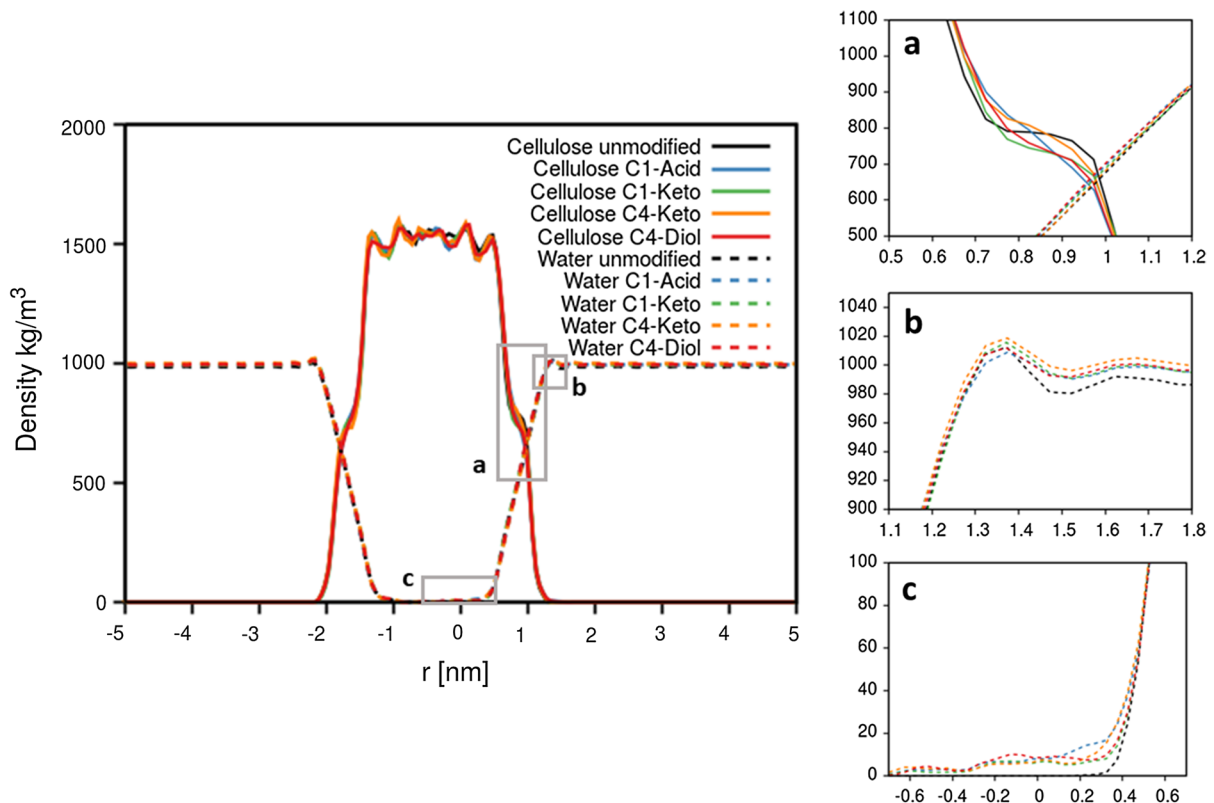 2000
1500
1000
500
0
Density kg/m3
Cellulose unmodified
Cellulose C1-Acid
Cellulose C1-Keto
Cellulose C4-Keto
Cellulose C4-Diol
Water unmodified
Water C1-Acid
Water C1-Keto
Water C4-Keto
Water C4-Diol
a
b
c
-5 -4 -3 -2 -1 0 1 2 3 4 5
r [nm]
a
1100
1000
900
800
700
600
500
0.5 0.6 0.7 0.8 0.9 1 1.1 1.2
b
1040
1020
1000
980
960
940
920
900
1.1 1.2 1.3 1.4 1.5 1.6 1.7 1.8
c
100
80
60
40
20
0
-0.6 -0.4 -0.2 0 0.2 0.4 0.6